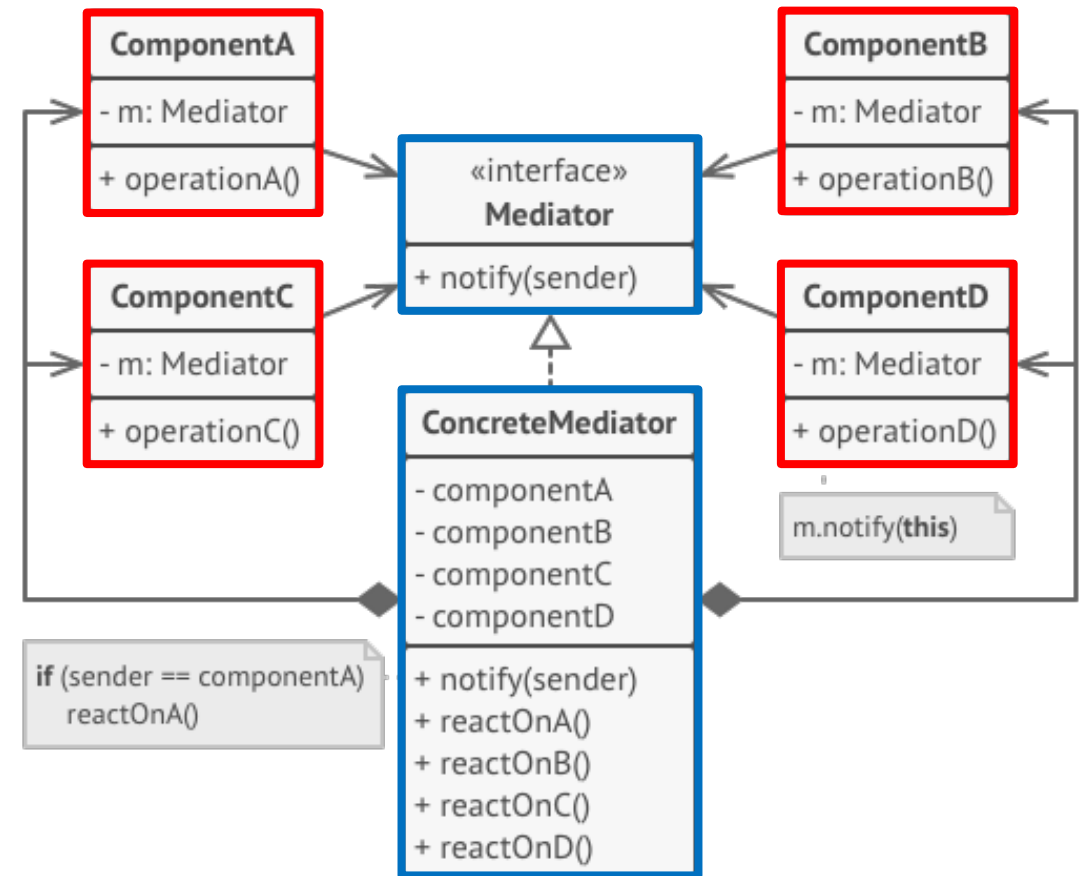 ComponentA
- m: Mediator
+ operationA()
ComponentB
- m: Mediator
+ operationB()
«interface»
Mediator
+ notify(sender)
ComponentC
- m: Mediator
+ operationC()
ComponentD
- m: Mediator
+ operationD()
ConcreteMediator
- componentA
- componentB
- componentC
- componentD
+ notify(sender)
+ reactOnA()
+ reactOnB()
+ reactOnC()
+ reactOnD()
m.notify(this)
if (sender == componentA)
reactOnA()